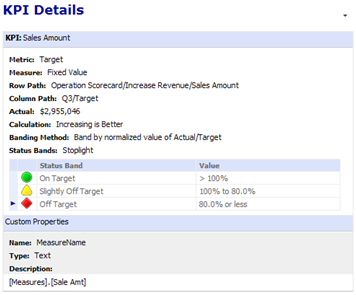 KPI Details
KPI: Sales Amount
Metric: Target
Measure: Fixed Value
Row Path: Operation Scorecard/Increase Revenue/Sales Amount
Column Path: Q3/Target
Actual: $2,955,046
Calculation: Increasing is Better
Banding Method: Band by normalized value of Actual/Target
Status Bands: Stoplight
Status Band Value
On Target > 100%
Slightly Off Target 100% to 80.0%
Off Target 80.0% or less
Custom Properties
Name: MeasureName
Type: Text
Description:
[Measures].[Sale Amt]